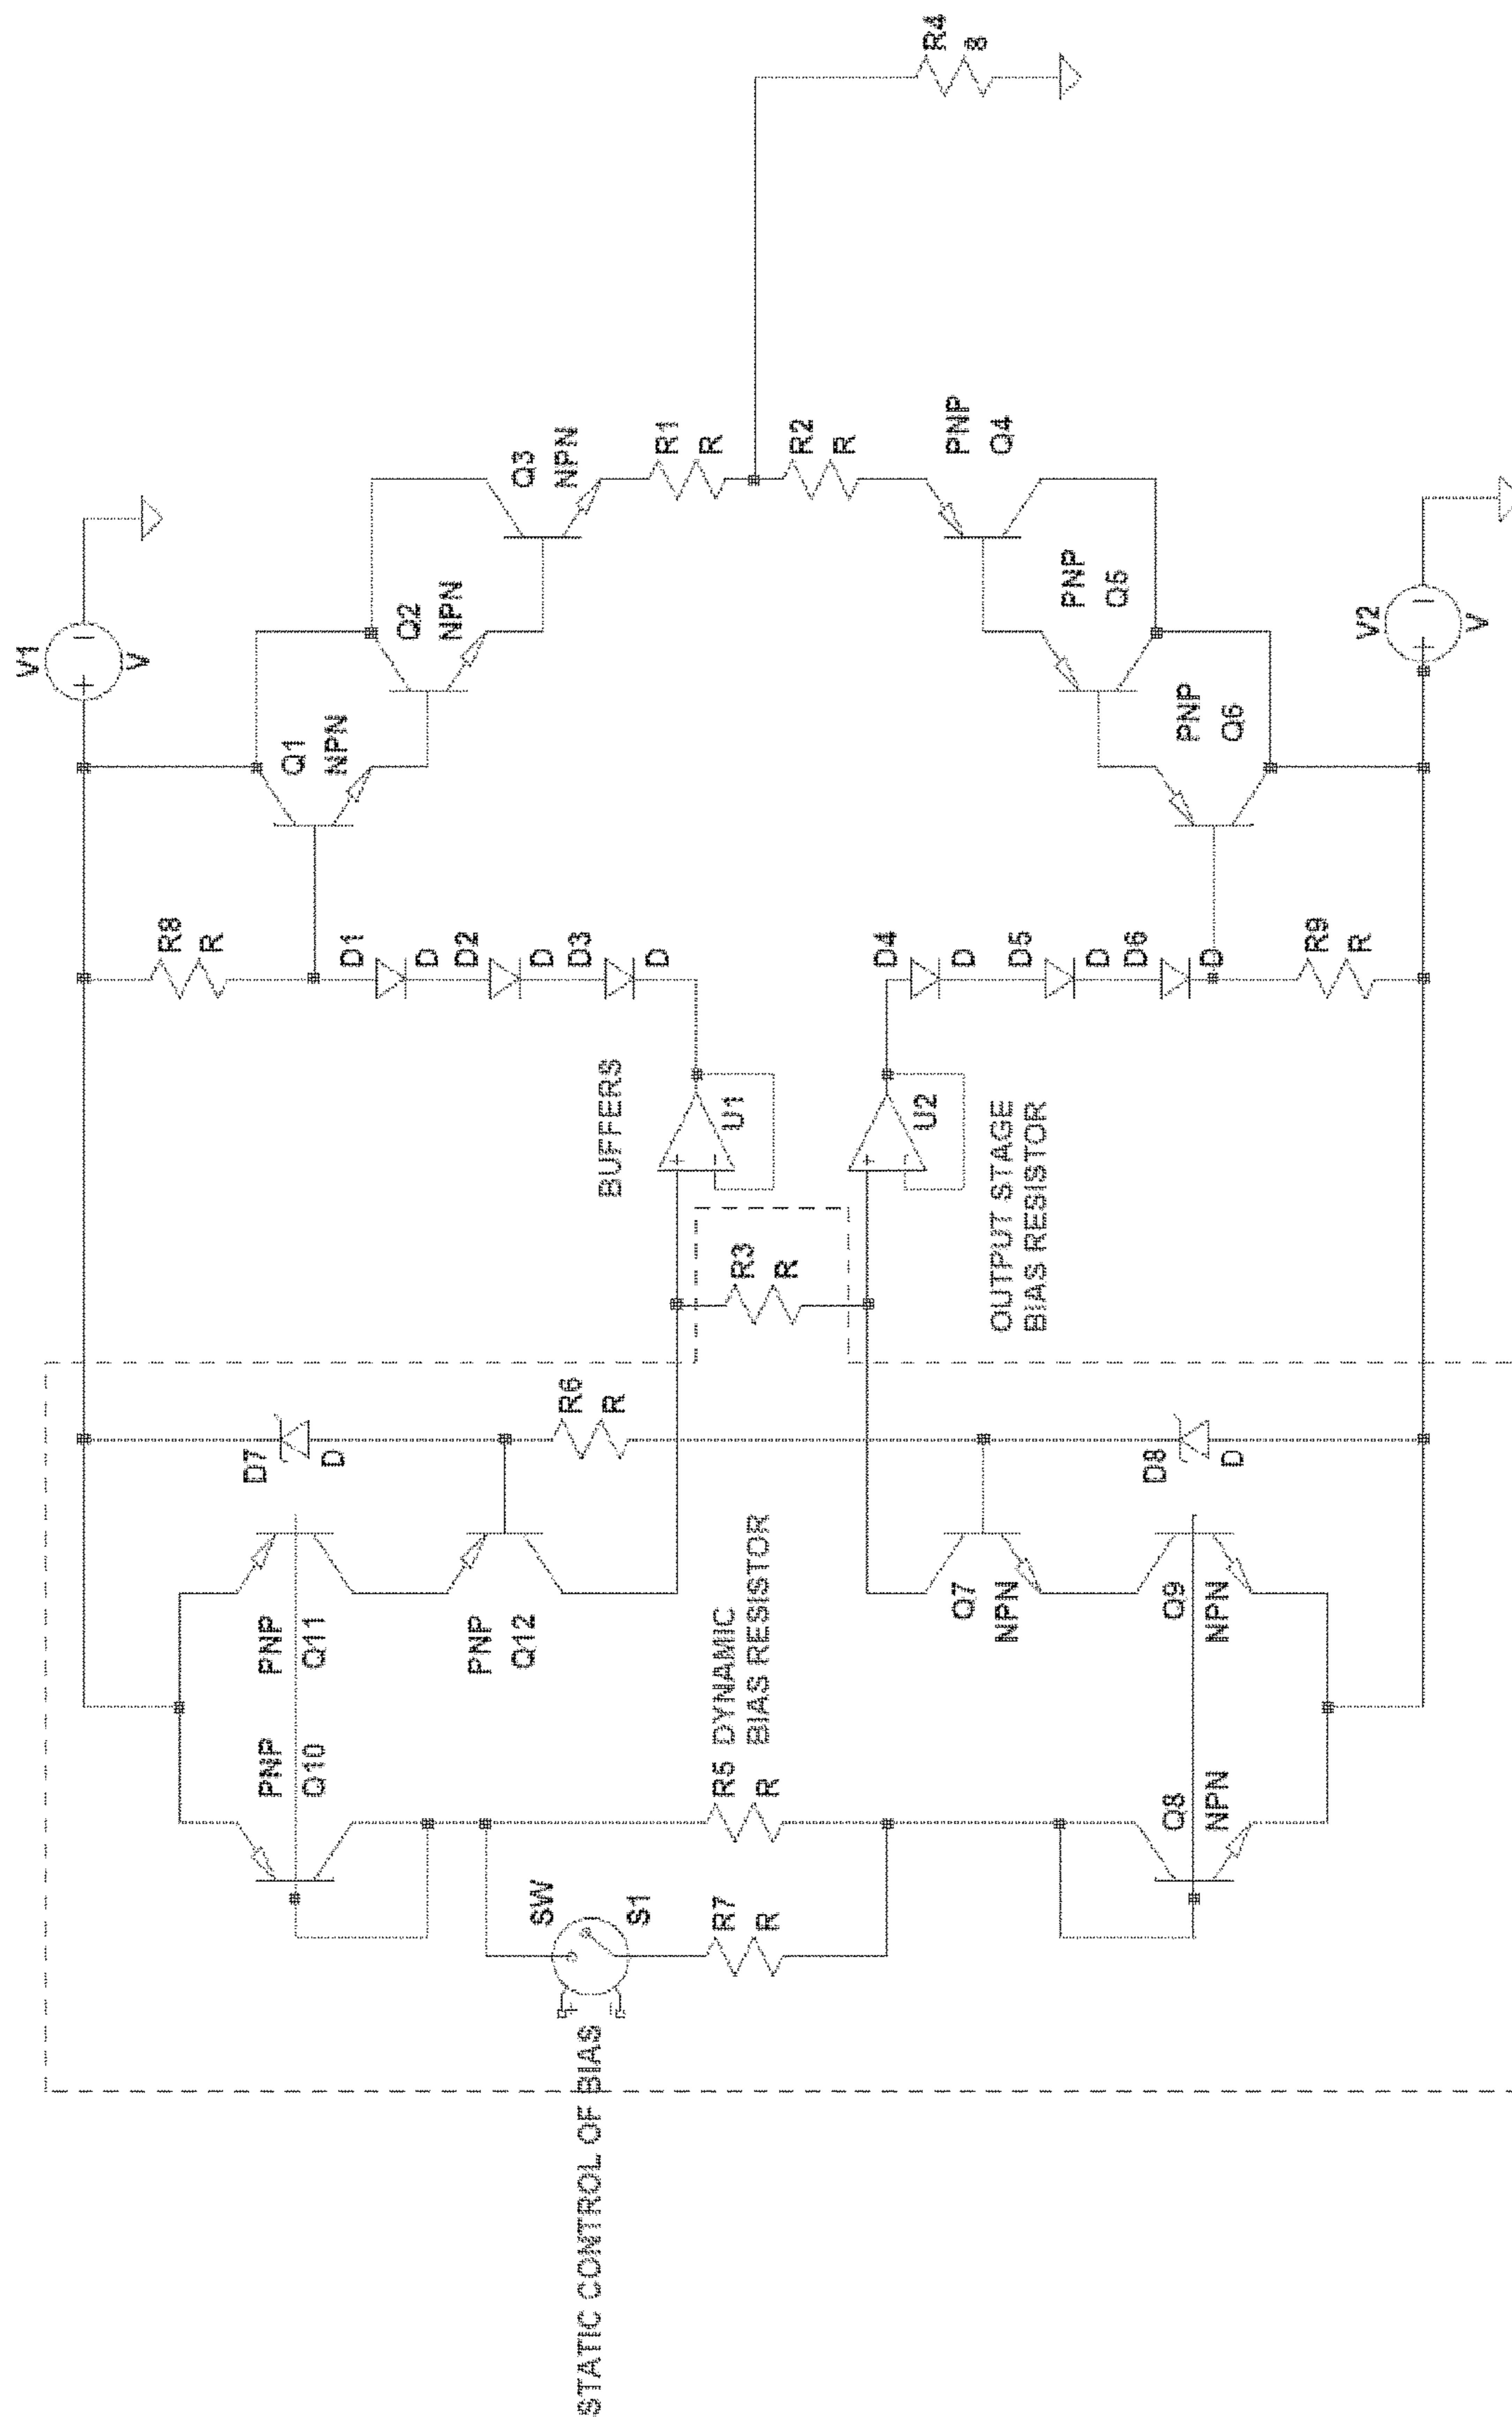 STATIC CONTROL OF BIAS
SW
S1
R7
R
PNP
Q10
R5 DYNAMIC
BIAS RESISTOR
R
Q8
NPN
PNP
Q11
PNP
Q12
Q7
NPN
Q9
NPN
D7
D
R6
R
D8
D
R3
R
OUTPUT STAGE
BIAS RESISTOR
BUFFERS
+
−
U1
+
−
U2
R8
R
D1
D
D2
D
D3
D
D4
D
D5
D
D6
D
R9
R
Q1
NPN
Q2
NPN
Q3
NPN
R1
R
R2
R
PNP
Q4
PNP
Q5
PNP
Q6
V1
+
−
V
V2
+
−
V
R4
8